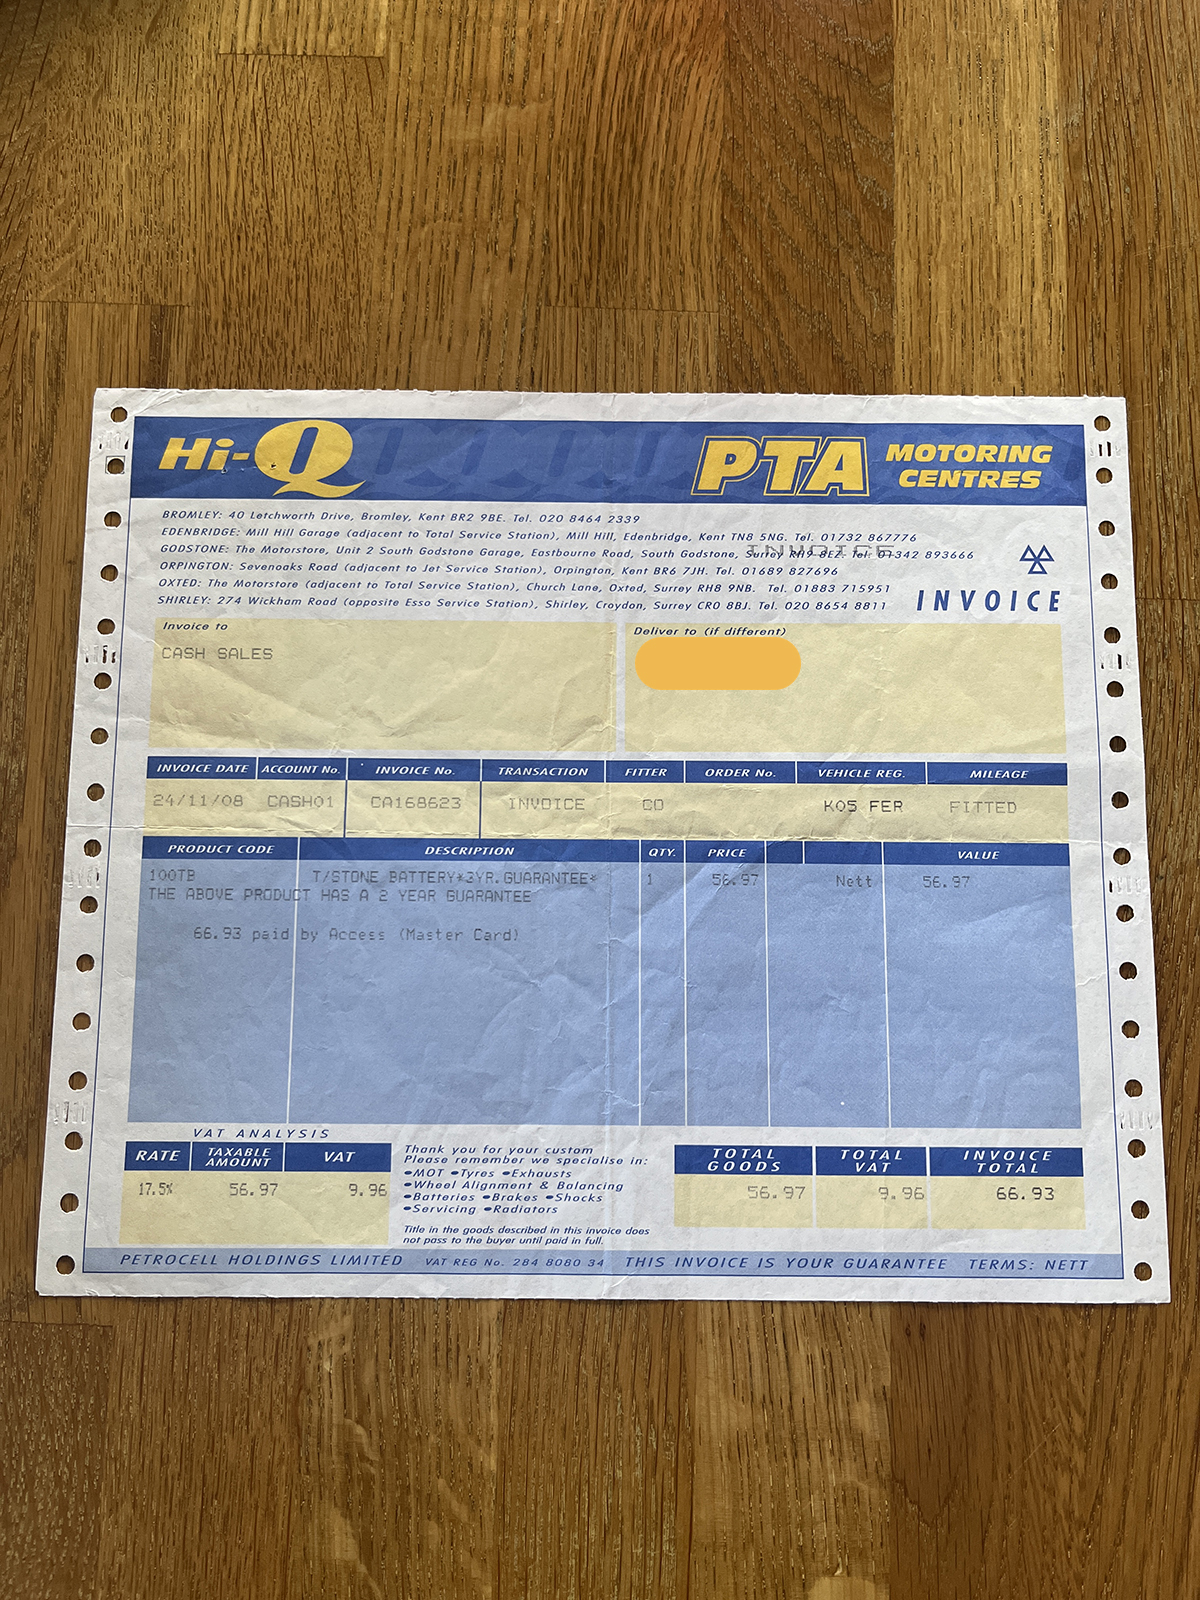 Hi-Q PTA MOTORING CENTRES
BROMLEY: 40 Letchworth Drive, Bromley, Kent BR2 9BE. Tel. 020 8464 2339
EDENBRIDGE: Mill Hill Garage (adjacent to Total Service Station), Mill Hill, Edenbridge, Kent TN8 5NG. Tel. 01732 867776
INVOICE
GODSTONE: The Motorstore, Unit 2 South Godstone Garage, Eastbourne Road, South Godstone, Surrey RH9 8EZ. Tel. 01342 893666
ORPINGTON: Sevenoaks Road (adjacent to Jet Service Station), Orpington, Kent BR6 7JH. Tel. 01689 827696
OXTED: The Motorstore (adjacent to Total Service Station), Church Lane, Oxted, Surrey RH8 9NB. Tel. 01883 715951
SHIRLEY: 274 Wickham Road (opposite Esso Service Station), Shirley, Croydon, Surrey CR0 8BJ. Tel. 020 8654 8811
INVOICE
Invoice to
CASH SALES
Deliver to (if different)
INVOICE DATE ACCOUNT No. INVOICE No. TRANSACTION FITTER ORDER No. VEHICLE REG. MILEAGE
24/11/08 CASH01 CA168623 INVOICE CO K05 FER FITTED
PRODUCT CODE DESCRIPTION QTY. PRICE VALUE
100TB T/STONE BATTERY*3YR.GUARANTEE* 1 56.97 Nett 56.97
THE ABOVE PRODUCT HAS A 2 YEAR GUARANTEE
66.93 paid by Access (Master Card)
VAT ANALYSIS
RATE TAXABLE AMOUNT VAT
17.5% 56.97 9.96
Thank you for your custom
Please remember we specialise in:
•MOT •Tyres •Exhausts
•Wheel Alignment & Balancing
•Batteries •Brakes •Shocks
•Servicing •Radiators
Title in the goods described in this invoice does
not pass to the buyer until paid in full.
TOTAL GOODS TOTAL VAT INVOICE TOTAL
56.97 9.96 66.93
PETROCELL HOLDINGS LIMITED VAT REG No. 284 8080 34 THIS INVOICE IS YOUR GUARANTEE TERMS: NETT